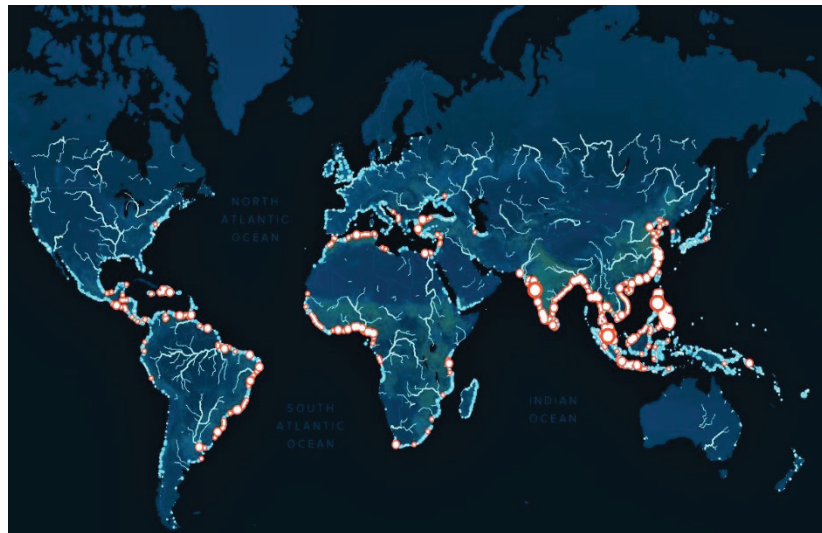 NORTH
ATLANTIC
OCEAN
SOUTH
ATLANTIC
OCEAN
INDIAN
OCEAN